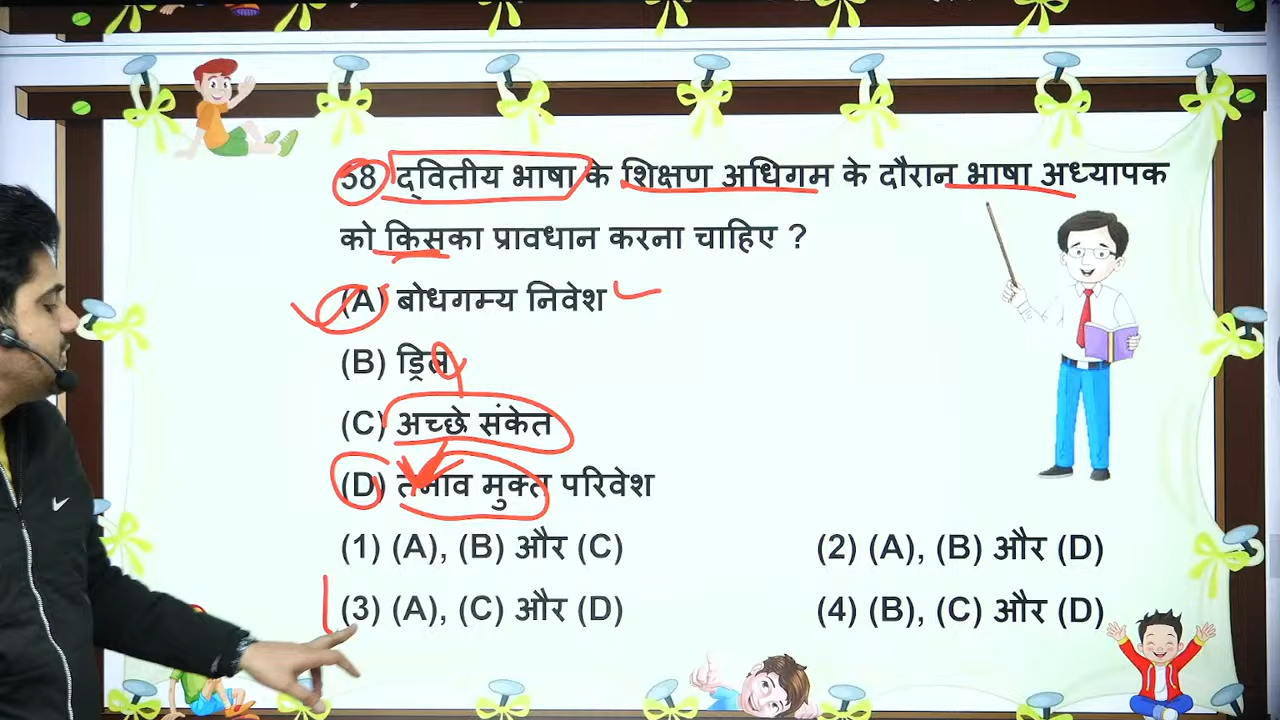 58 द्वितीय भाषा के शिक्षण अधिगम के दौरान भाषा अध्यापक
को किसका प्रावधान करना चाहिए ?
(A) बोधगम्य निवेश
(B) ड्रिल
(C) अच्छे संकेत
(D) तनाव मुक्त परिवेश
(1) (A), (B) और (C) (2) (A), (B) और (D)
(3) (A), (C) और (D) (4) (B), (C) और (D)